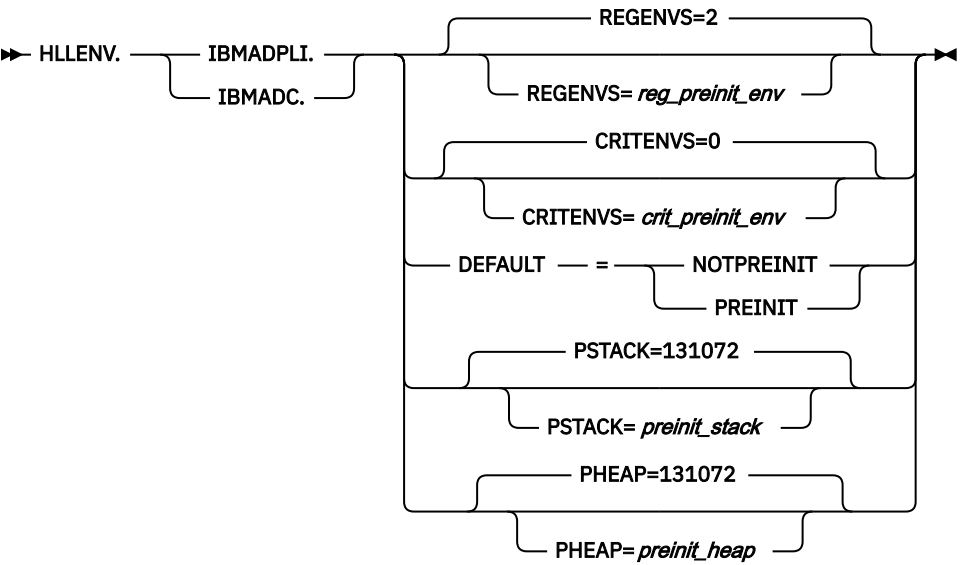 REGENVS=2
HLLENV. IBMADPLI.
IBMADC.
REGENVS= reg_preinit_env
CRITENVS=0
CRITENVS= crit_preinit_env
DEFAULT = NOTPREINIT
PREINIT
PSTACK=131072
PSTACK= preinit_stack
PHEAP=131072
PHEAP= preinit_heap